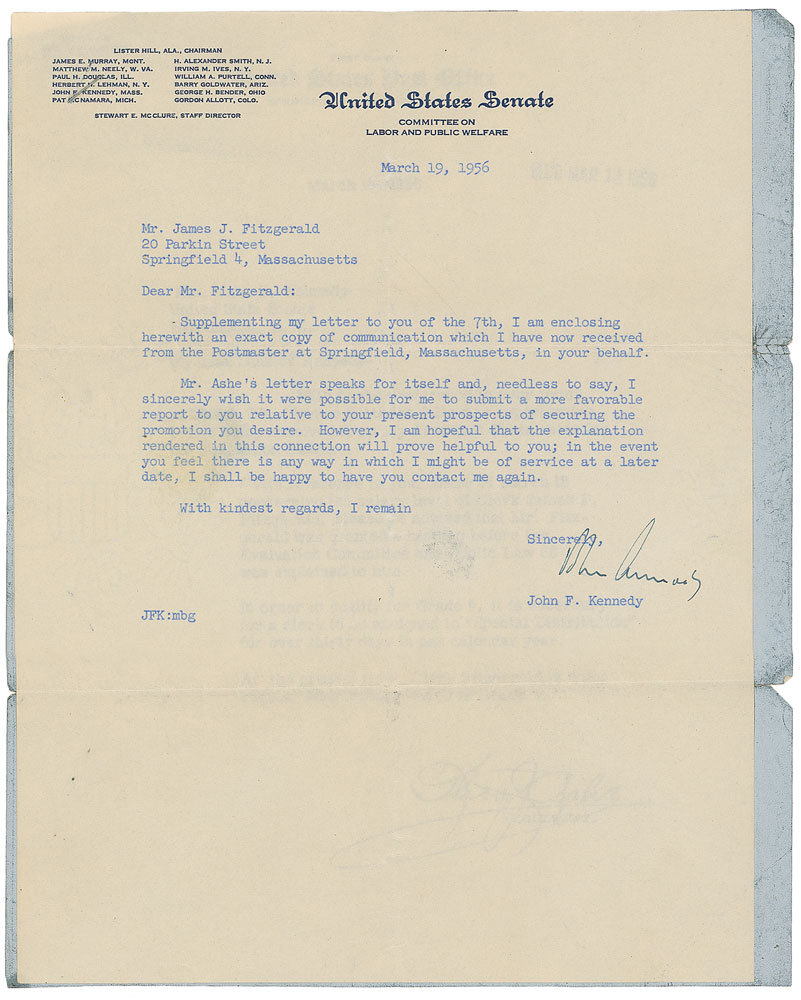 LISTER HILL, ALA., CHAIRMAN
JAMES E. MURRAY, MONT. H. ALEXANDER SMITH, N. J.
MATTHEW M. NEELY, W. VA. IRVING M. IVES, N. Y.
PAUL H. DOUGLAS, ILL. WILLIAM A. PURTELL, CONN.
HERBERT H. LEHMAN, N. Y. BARRY GOLDWATER, ARIZ.
JOHN F. KENNEDY, MASS. GEORGE H. BENDER, OHIO
PAT MCNAMARA, MICH. GORDON ALLOTT, COLO.
STEWART E. MCCLURE, STAFF DIRECTOR
United States Senate
COMMITTEE ON
LABOR AND PUBLIC WELFARE
March 19, 1956
Mr. James J. Fitzgerald
20 Parkin Street
Springfield 4, Massachusetts
Dear Mr. Fitzgerald:
Supplementing my letter to you of the 7th, I am enclosing
herewith an exact copy of communication which I have now received
from the Postmaster at Springfield, Massachusetts, in your behalf.
Mr. Ashe's letter speaks for itself and, needless to say, I
sincerely wish it were possible for me to submit a more favorable
report to you relative to your present prospects of securing the
promotion you desire. However, I am hopeful that the explanation
rendered in this connection will prove helpful to you; in the event
you feel there is any way in which I might be of service at a later
date, I shall be happy to have you contact me again.
With kindest regards, I remain
Sincerely,
John Kennedy
John F. Kennedy
JFK:mbg